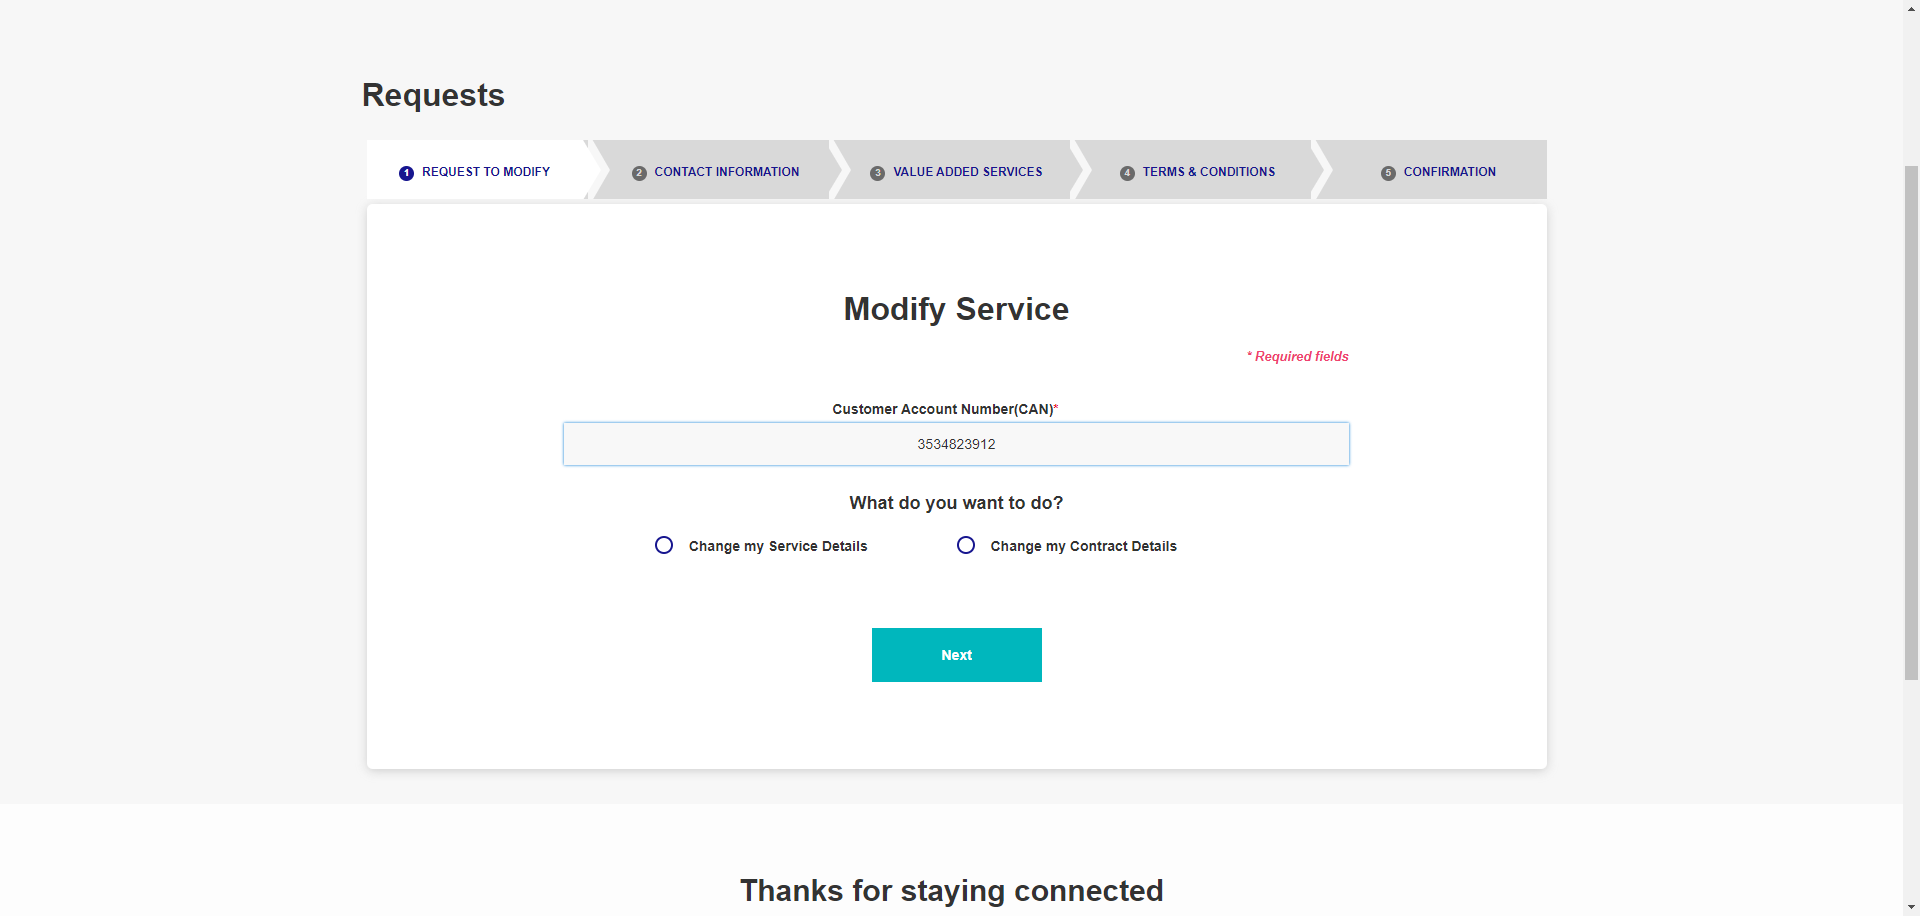 Requests
1 REQUEST TO MODIFY
2 CONTACT INFORMATION
3 VALUE ADDED SERVICES
4 TERMS & CONDITIONS
5 CONFIRMATION
Modify Service
* Required fields
Customer Account Number(CAN)*
3534823912
What do you want to do?
Change my Service Details
Change my Contract Details
Next
Thanks for staying connected